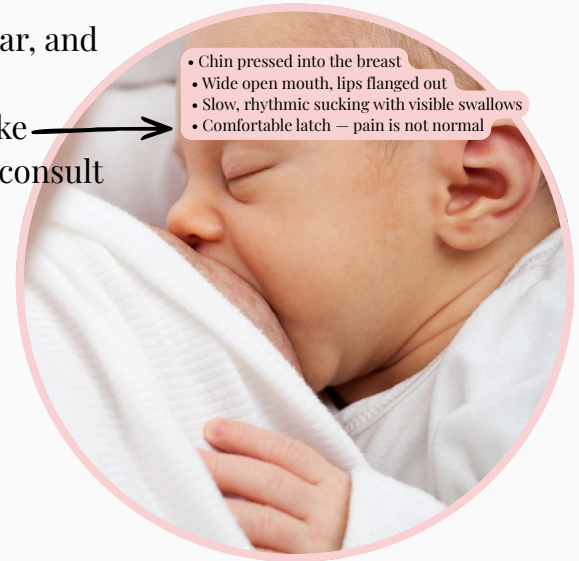 ar, and
• Chin pressed into the breast
• Wide open mouth, lips flanged out
• Slow, rhythmic sucking with visible swallows
• Comfortable latch — pain is not normal
ke
consult